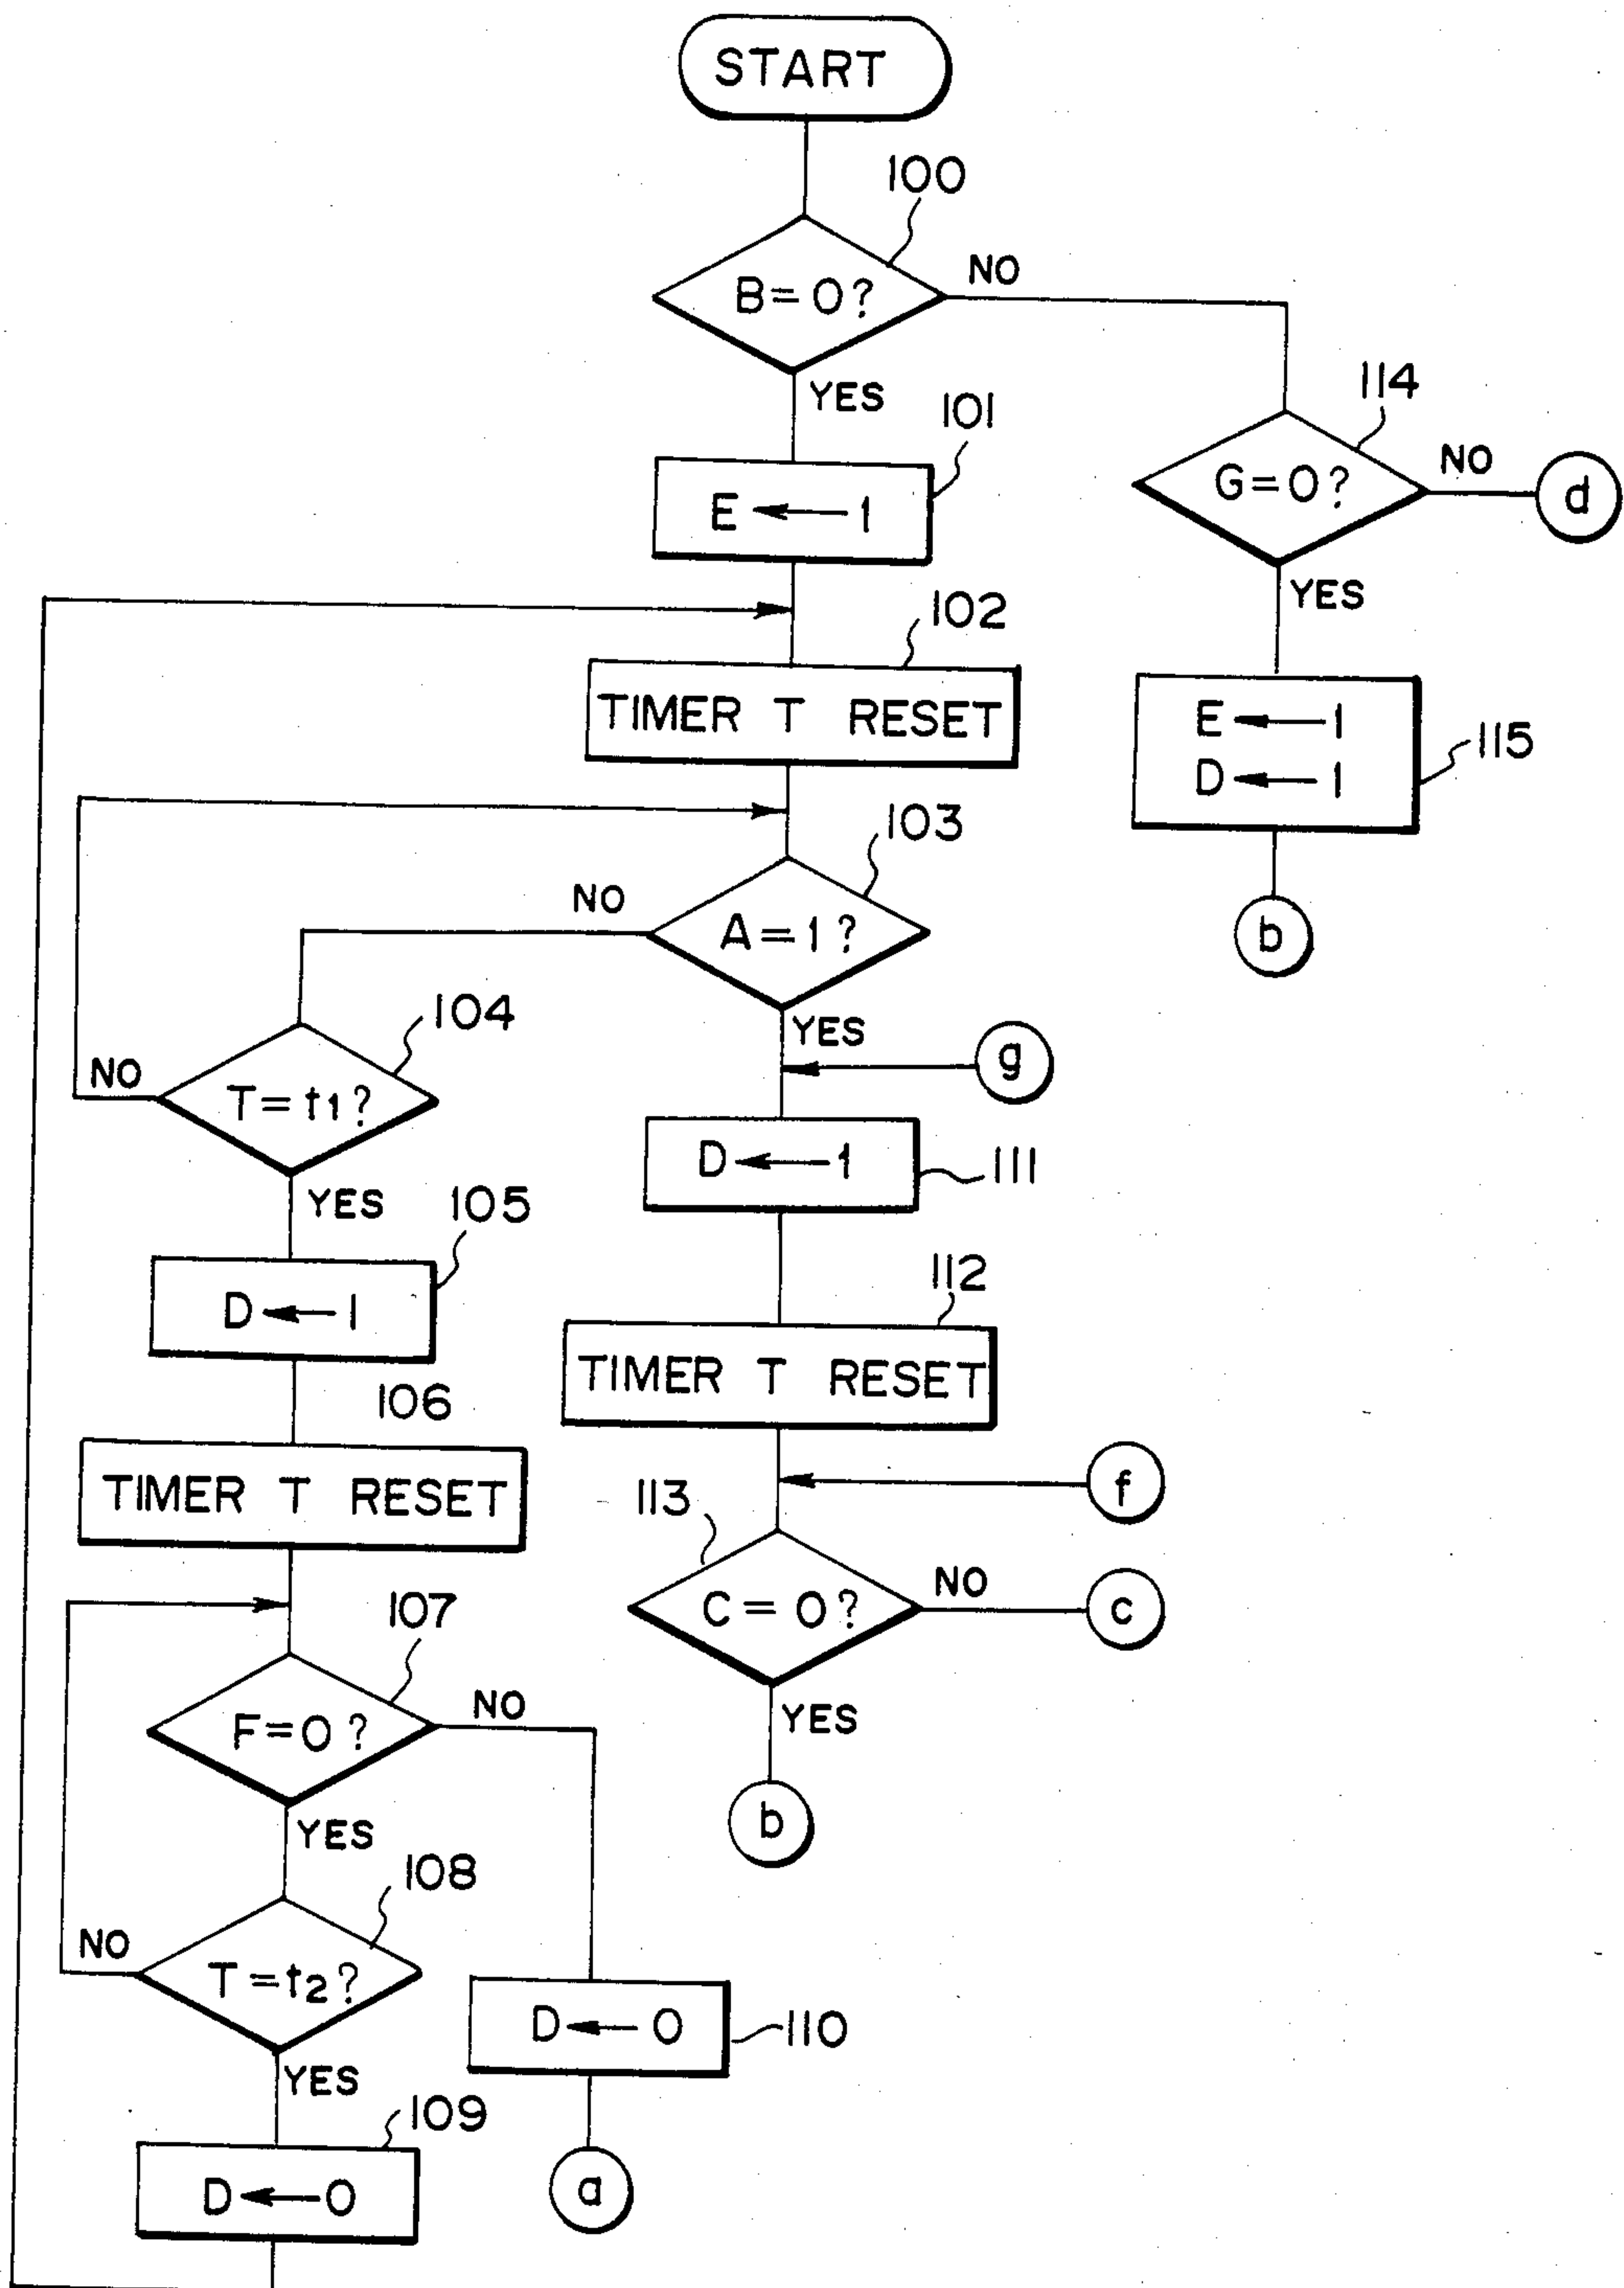 START
100
B=0?
NO
YES
114
101
G=0?
NO
d
E ← 1
YES
102
TIMER T RESET
E ← 1
D ← 1
115
103
NO
A=1?
b
YES
104
g
NO
T=t1?
D ← 1
111
YES
105
112
D ← 1
TIMER T RESET
106
TIMER T RESET
f
113
107
C=0?
NO
c
F=0?
NO
YES
b
YES
108
NO
T=t2?
D ← 0
110
YES
109
a
D ← 0